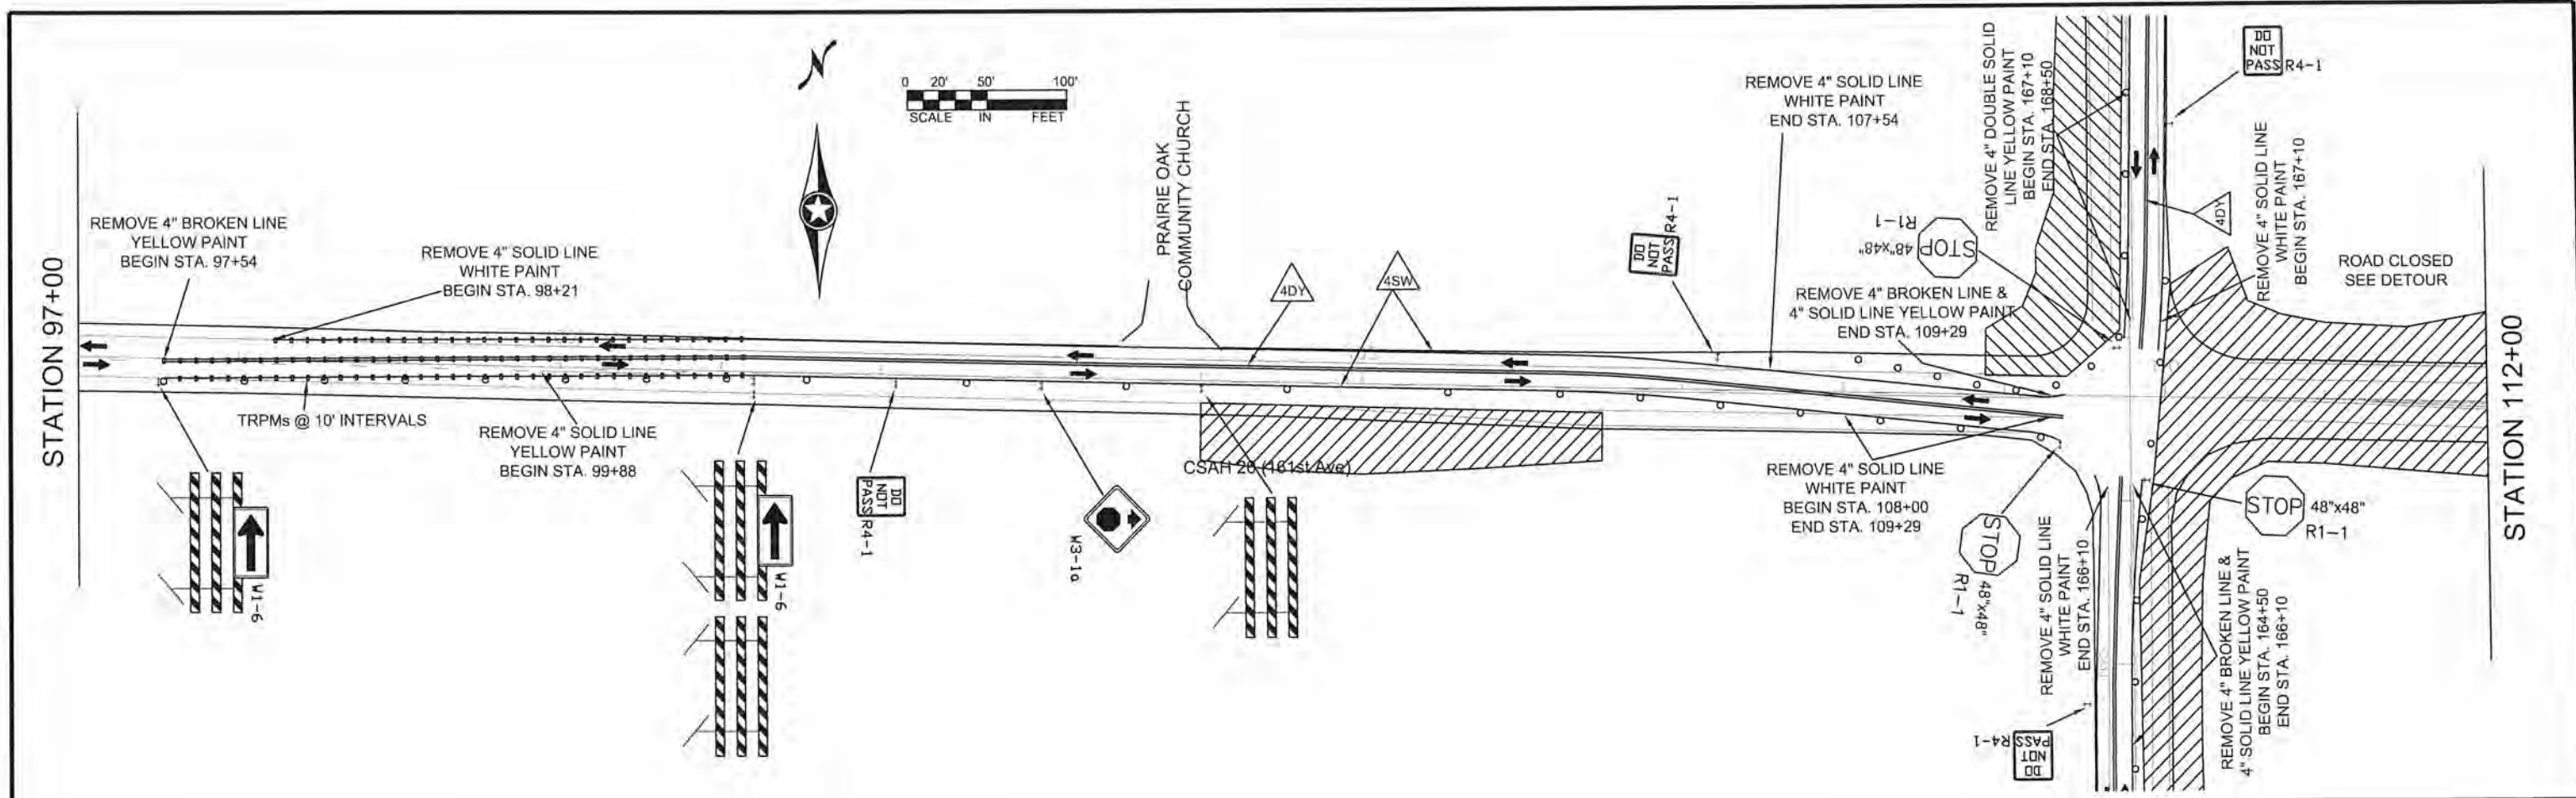 N
0 20' 50' 100'
SCALE IN FEET
STATION 97+00
REMOVE 4" BROKEN LINE
YELLOW PAINT
BEGIN STA. 97+54
REMOVE 4" SOLID LINE
WHITE PAINT
BEGIN STA. 98+21
TRPMs @ 10' INTERVALS
REMOVE 4" SOLID LINE
YELLOW PAINT
BEGIN STA. 99+88
W1-6
W1-6
DO
NOT
PASS
R4-1
W3-1a
PRAIRIE OAK
COMMUNITY CHURCH
4DY
4SW
CSAH 20 (161st Ave)
DO
NOT
PASS
R4-1
REMOVE 4" SOLID LINE
WHITE PAINT
END STA. 107+54
REMOVE 4" BROKEN LINE &
4" SOLID LINE YELLOW PAINT
END STA. 109+29
REMOVE 4" SOLID LINE
WHITE PAINT
BEGIN STA. 108+00
END STA. 109+29
STOP
48"x48"
R1-1
REMOVE 4" DOUBLE SOLID
LINE YELLOW PAINT
BEGIN STA. 167+10
END STA. 168+50
DO
NOT
PASS
R4-1
4DY
REMOVE 4" SOLID LINE
WHITE PAINT
BEGIN STA. 167+10
ROAD CLOSED
SEE DETOUR
STOP
48"x48"
R1-1
REMOVE 4" SOLID LINE
WHITE PAINT
END STA. 166+10
STOP
48"x48"
R1-1
REMOVE 4" BROKEN LINE &
4" SOLID LINE YELLOW PAINT
BEGIN STA. 164+50
END STA. 166+10
DO
NOT
PASS
R4-1
STATION 112+00